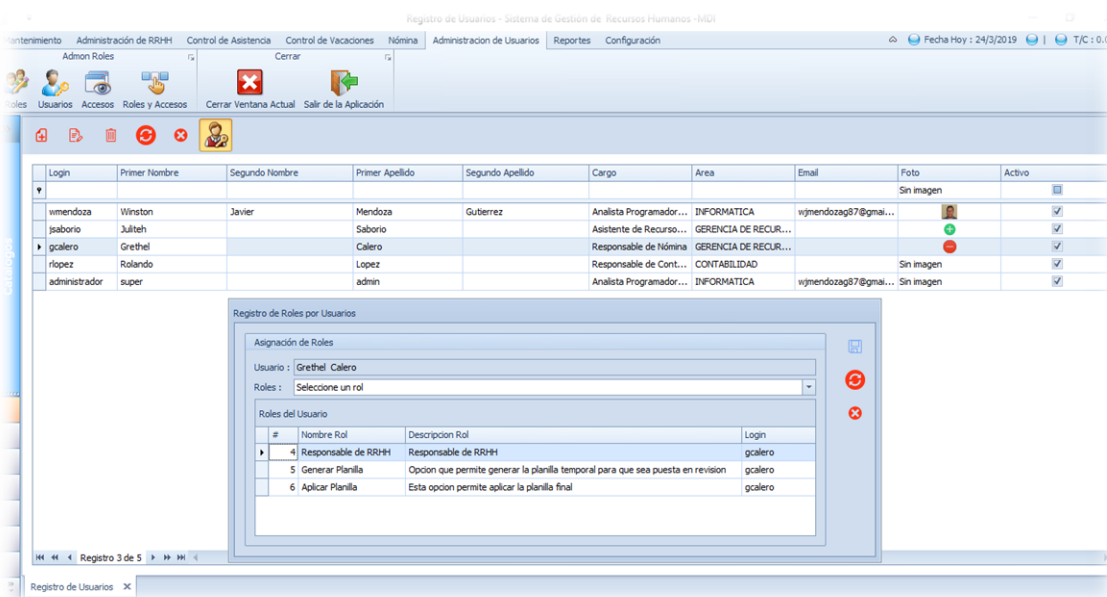 Registro de Usuarios - Sistema de Gestión de Recursos Humanos -MDI
Mantenimiento Administración de RRHH Control de Asistencia Control de Vacaciones Nómina Administracion de Usuarios Reportes Configuración Fecha Hoy : 24/3/2019 | T/C : 0.0
Admon Roles Cerrar
Roles Usuarios Accesos Roles y Accesos Cerrar Ventana Actual Salir de la Aplicación
Login Primer Nombre Segundo Nombre Primer Apellido Segundo Apellido Cargo Area Email Foto Activo
Sin imagen
wmendoza Winston Javier Mendoza Gutierrez Analista Programador... INFORMATICA wjmendozag87@gmai...
jsaborio Juliteh Saborio Asistente de Recurso... GERENCIA DE RECUR...
gcalero Grethel Calero Responsable de Nómina GERENCIA DE RECUR...
rlopez Rolando Lopez Responsable de Cont... CONTABILIDAD Sin imagen
administrador super admin Analista Programador... INFORMATICA wjmendozag87@gmai... Sin imagen
Catalogos
Registro de Roles por Usuarios
Asignación de Roles
Usuario : Grethel Calero
Roles : Seleccione un rol
Roles del Usuario
# Nombre Rol Descripcion Rol Login
4 Responsable de RRHH Responsable de RRHH gcalero
5 Generar Planilla Opcion que permite generar la planilla temporal para que sea puesta en revision gcalero
6 Aplicar Planilla Esta opcion permite aplicar la planilla final gcalero
Registro 3 de 5
Registro de Usuarios